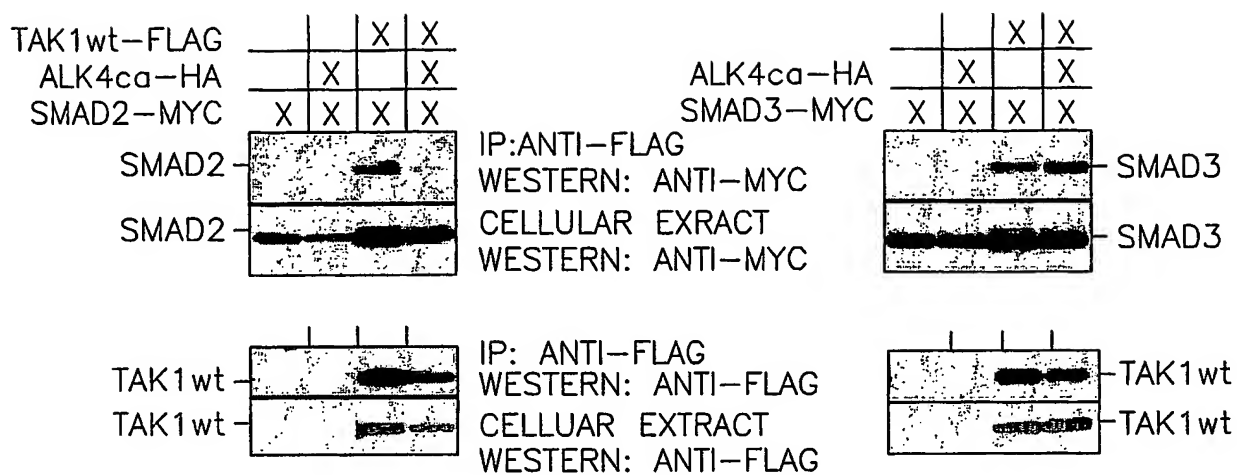 TAK1wt-FLAG X X
ALK4ca-HA X X
SMAD2-MYC X X X X
X X
ALK4ca-HA X X
SMAD3-MYC X X X X
SMAD2
IP:ANTI-FLAG
WESTERN: ANTI-MYC
SMAD3
SMAD2
CELLULAR EXTRACT
WESTERN: ANTI-MYC
SMAD3
TAK1wt
IP: ANTI-FLAG
WESTERN: ANTI-FLAG
TAK1wt
TAK1wt
CELLUAR EXTRACT
WESTERN: ANTI-FLAG
TAK1wt